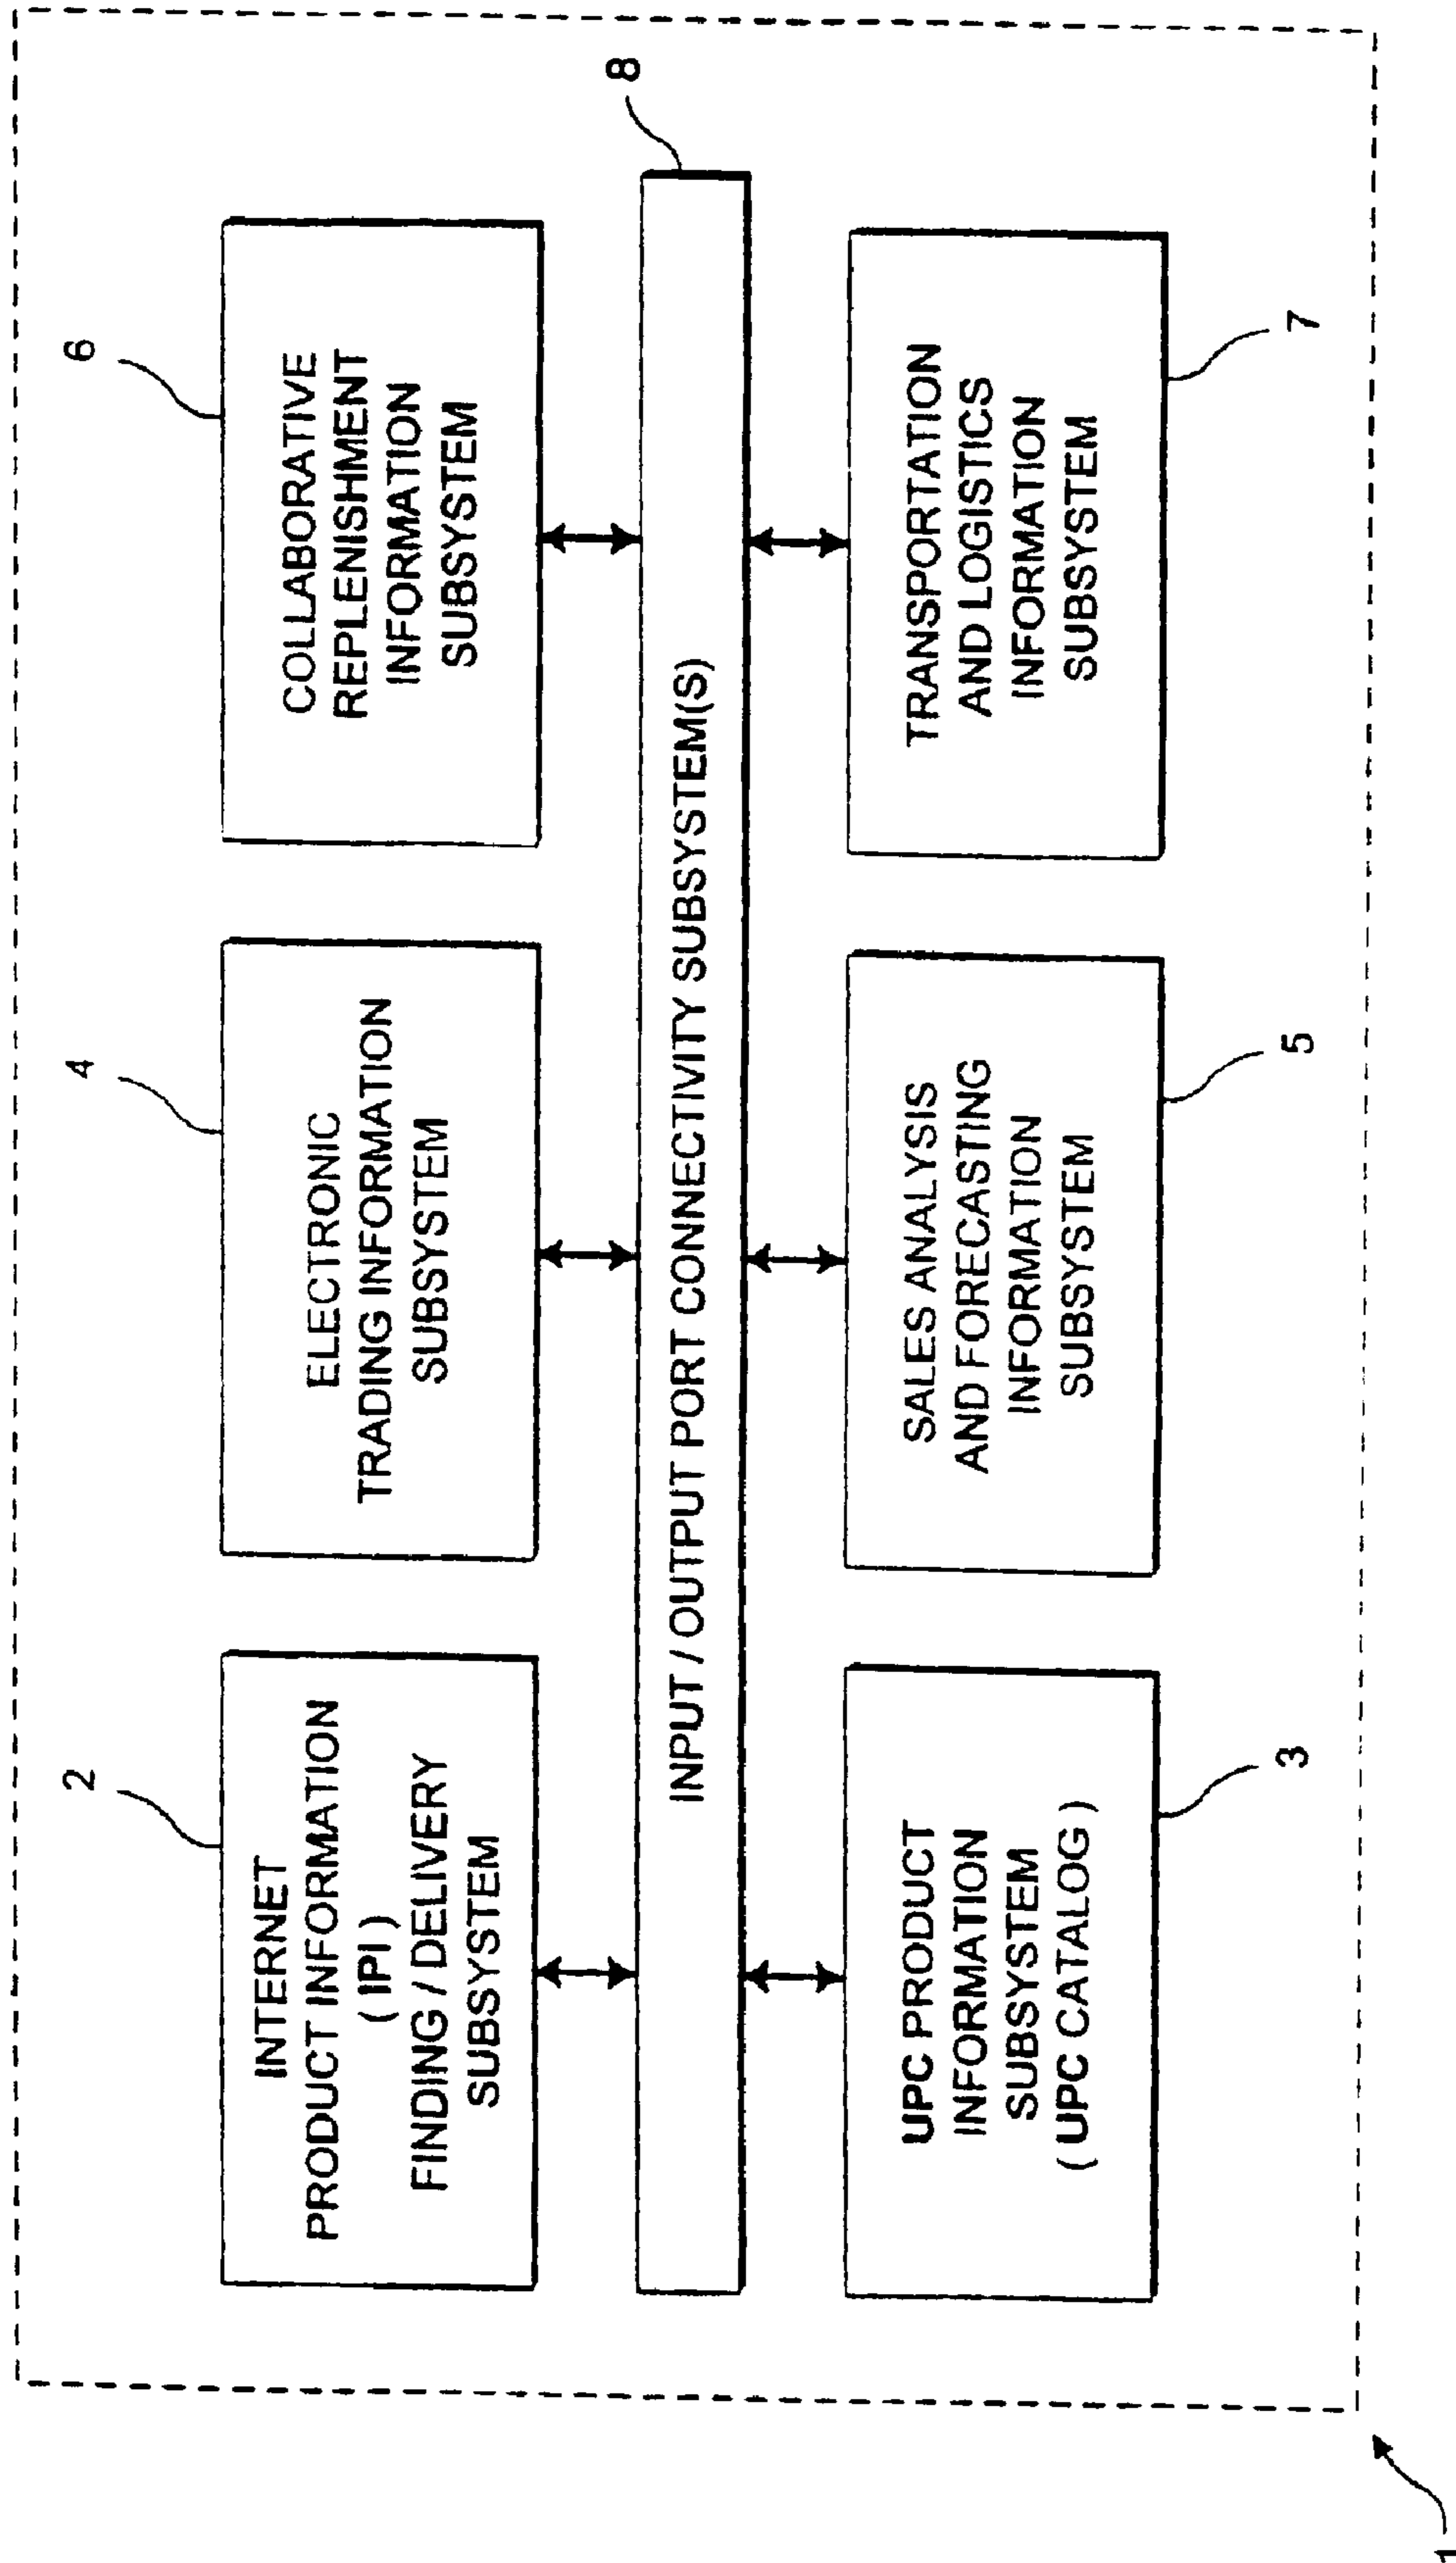 2
INTERNET
PRODUCT INFORMATION
( IPI )
FINDING / DELIVERY
SUBSYSTEM
4
ELECTRONIC
TRADING INFORMATION
SUBSYSTEM
6
COLLABORATIVE
REPLENISHMENT
INFORMATION
SUBSYSTEM
8
INPUT / OUTPUT PORT CONNECTIVITY SUBSYSTEM(S)
UPC PRODUCT
INFORMATION
SUBSYSTEM
( UPC CATALOG )
3
SALES ANALYSIS
AND FORECASTING
INFORMATION
SUBSYSTEM
5
TRANSPORTATION
AND LOGISTICS
INFORMATION
SUBSYSTEM
7
1